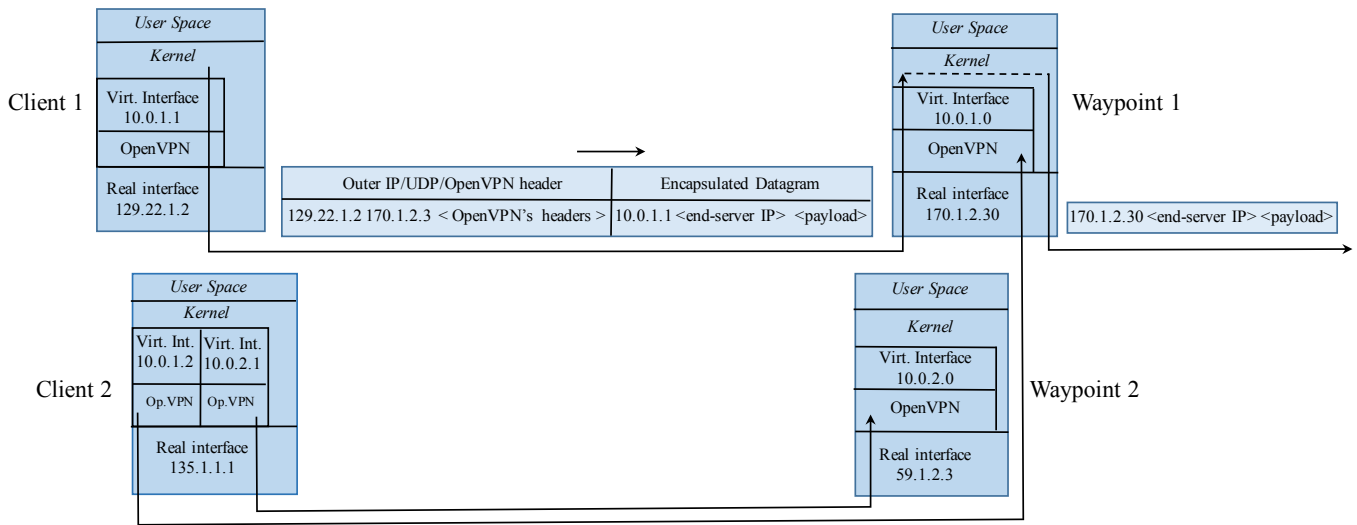 User Space
Kernel
Client 1
Virt. Interface
10.0.1.1
OpenVPN
Real interface
129.22.1.2
Outer IP/UDP/OpenVPN header
Encapsulated Datagram
129.22.1.2 170.1.2.3 < OpenVPN's headers >
10.0.1.1 <end-server IP> <payload>
User Space
Kernel
Waypoint 1
Virt. Interface
10.0.1.0
OpenVPN
Real interface
170.1.2.30
170.1.2.30 <end-server IP> <payload>
User Space
Kernel
Client 2
Virt. Int.
10.0.1.2
Virt. Int.
10.0.2.1
Op.VPN
Op.VPN
Real interface
135.1.1.1
User Space
Kernel
Waypoint 2
Virt. Interface
10.0.2.0
OpenVPN
Real interface
59.1.2.3